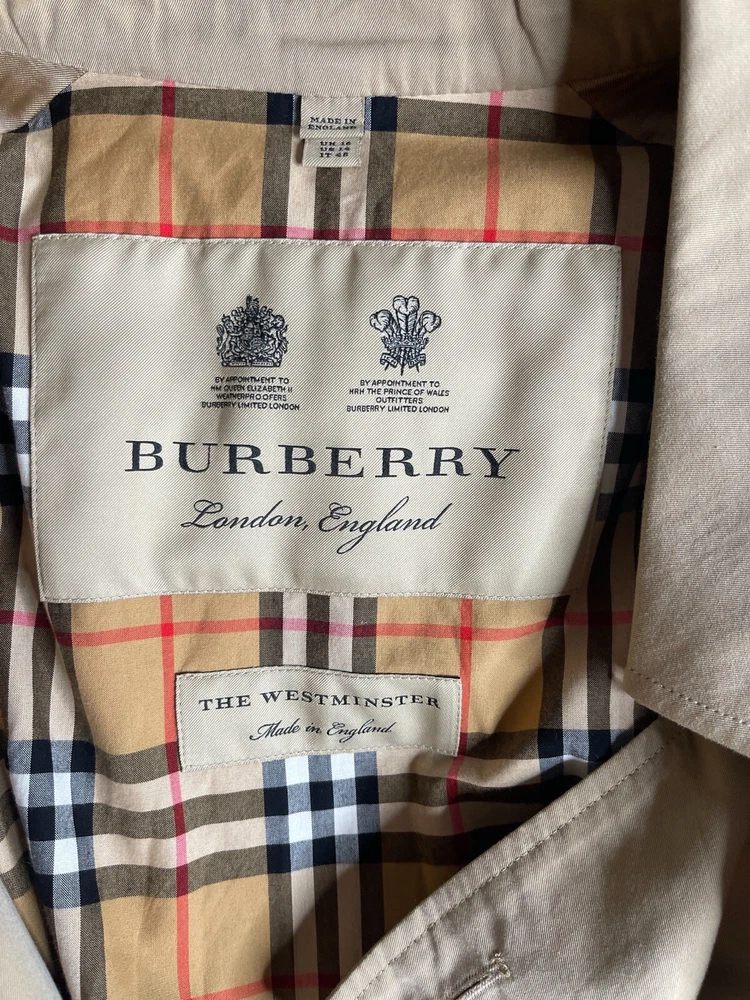 MADE IN
ENGLAND
UK 16
US 14
IT 48
BY APPOINTMENT TO
HM QUEEN ELIZABETH II
WEATHERPROOFERS
BURBERRY LIMITED LONDON
BY APPOINTMENT TO
HRH THE PRINCE OF WALES
OUTFITTERS
BURBERRY LIMITED LONDON
BURBERRY
London, England
THE WESTMINSTER
Made in England